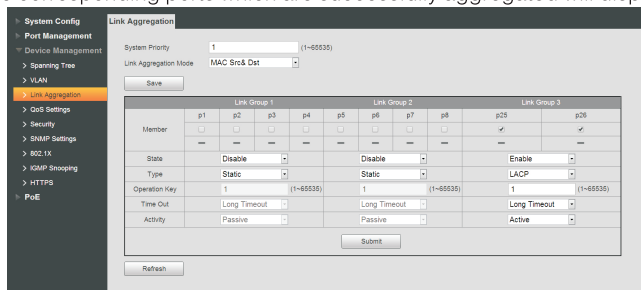 System Config
Port Management
Device Management
> Spanning Tree
> VLAN
> Link Aggregation
> QoS Settings
> Security
> SNMP Settings
> 802.1X
> IGMP Snooping
> HTTPS
PoE
Link Aggregation
System Priority 1 (1~65535)
Link Aggregation Mode MAC Src& Dst
Save
Link Group 1 Link Group 2 Link Group 3
Member p1 p2 p3 p4 p5 p6 p7 p8 p25 p26
State Disable Disable Enable
Type Static Static LACP
Operation Key 1 (1~65535) 1 (1~65535) 1 (1~65535)
Time Out Long Timeout Long Timeout Long Timeout
Activity Passive Passive Active
Submit
Refresh